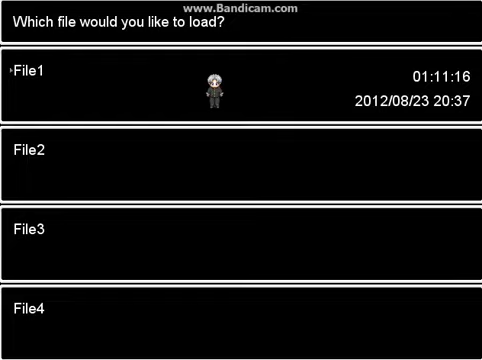 www.Bandicam.com
Which file would you like to load?
File1
01:11:16
2012/08/23 20:37
File2
File3
File4